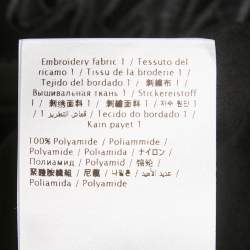 Embroidery fabric 1 / Tessuto del
ricamo 1 / Tissu de la broderie 1 /
Tejido del bordado 1 / 刺繍布 1 /
Вышивальная ткань 1 / Stickereistoff
1 / 刺绣面料 1 / 刺繡面料 1 / 자수 원단 1
/ 1 قماش التطريز / Tecido do bordado 1 /
Kain payet 1
100% Polyamide / Poliammide /
Polyamide / Poliamida / ナイロン /
Полиамид / Polyamid / 锦纶 /
聚醯胺纖維 / 尼龍 / 나일론 / عديد الأميد /
Poliamida / Polyamide